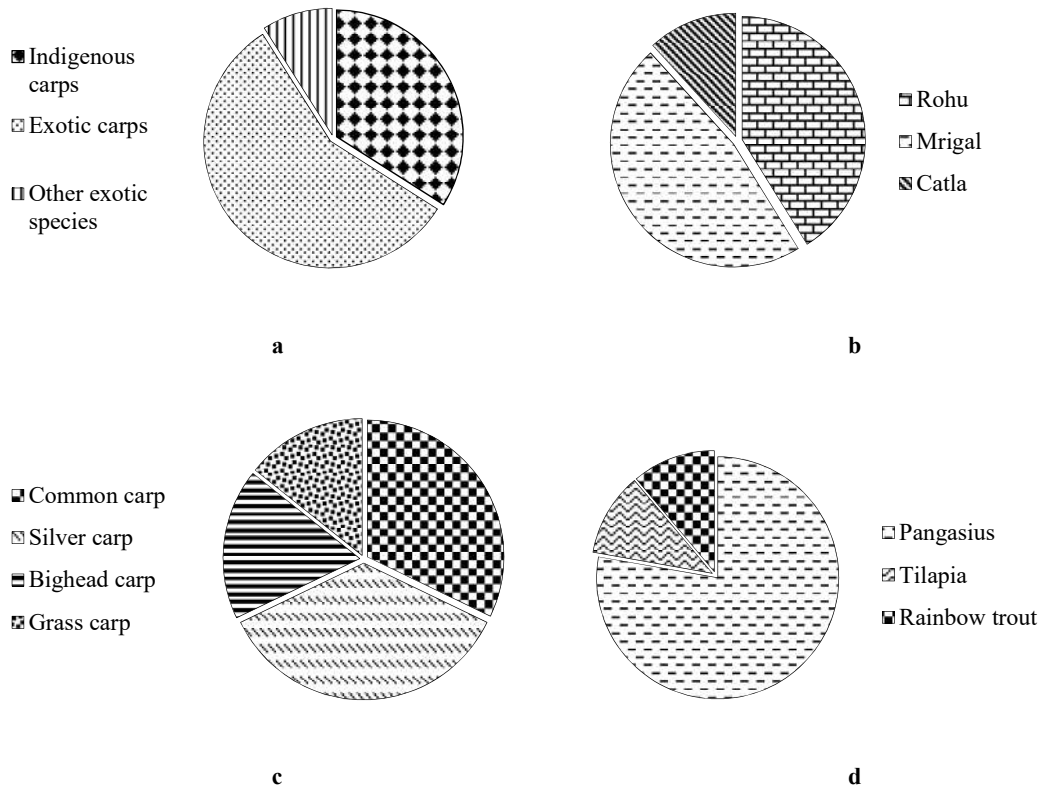 Indigenous
carps
Exotic carps
Other exotic
species
Rohu
Mrigal
Catla
a
b
Common carp
Silver carp
Bighead carp
Grass carp
Pangasius
Tilapia
Rainbow trout
c
d